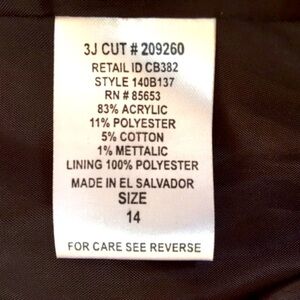 3J CUT # 209260
RETAIL ID CB382
STYLE 140B137
RN # 85653
83% ACRYLIC
11% POLYESTER
5% COTTON
1% METTALIC
LINING 100% POLYESTER
MADE IN EL SALVADOR
SIZE
14
FOR CARE SEE REVERSE